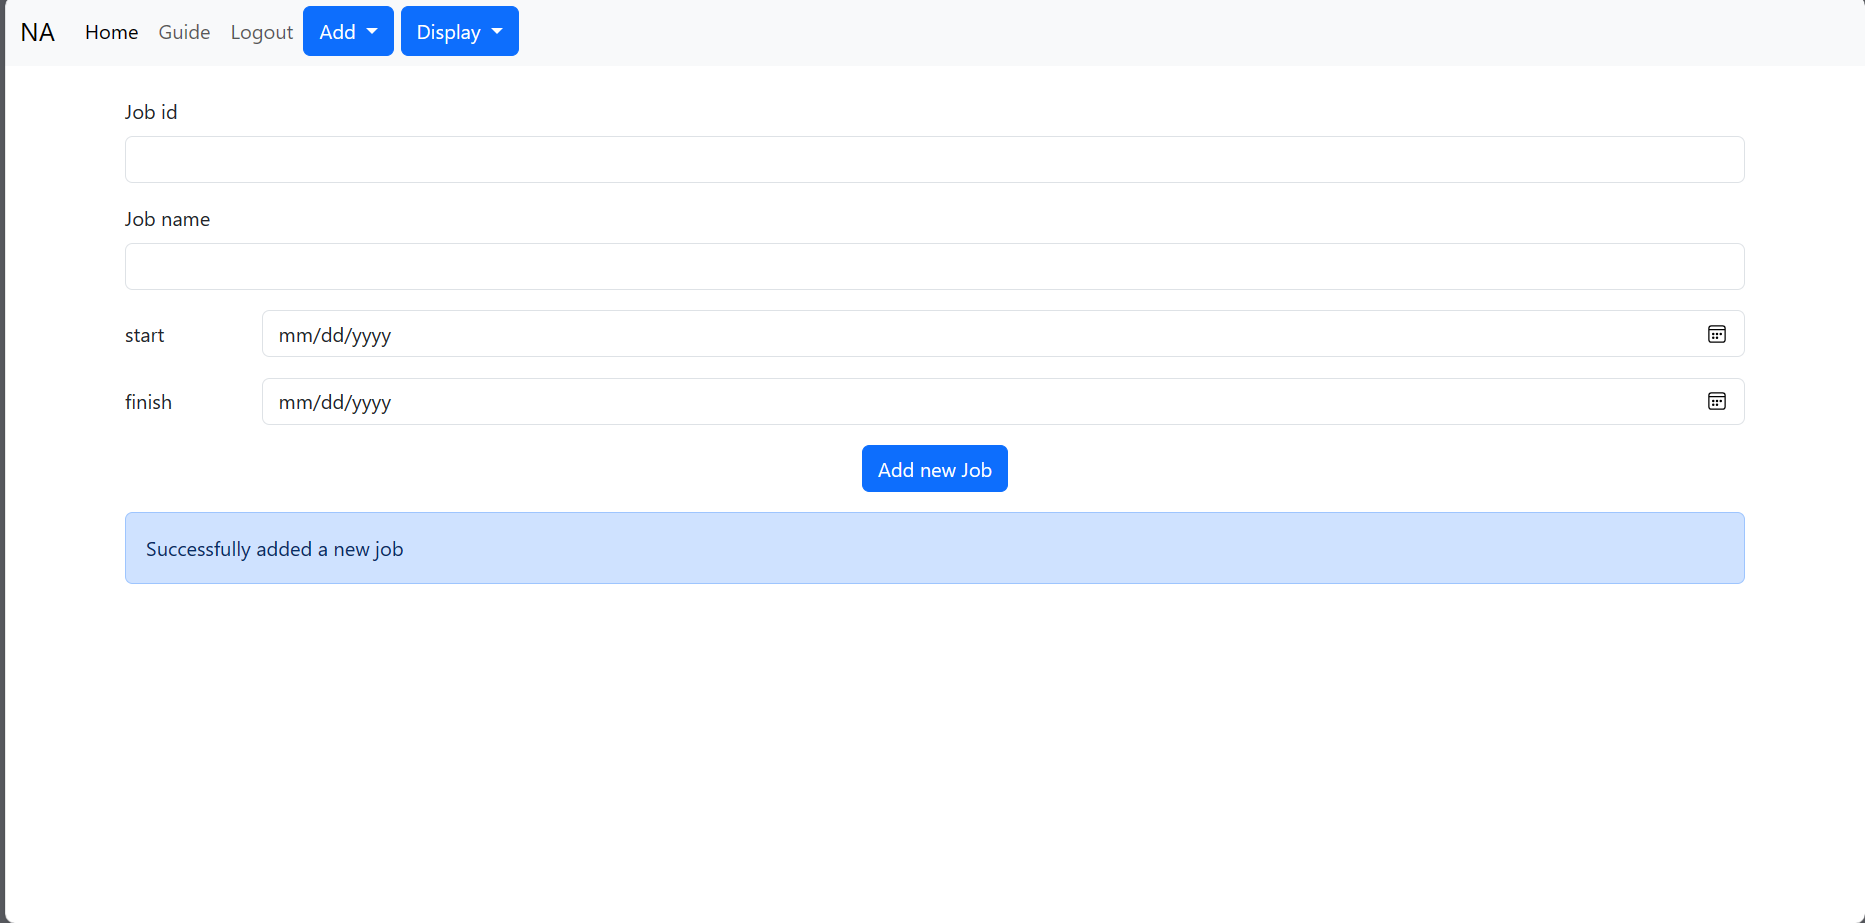 NA Home Guide Logout Add Display
Job id
Job name
start mm/dd/yyyy
finish mm/dd/yyyy
Add new Job
Successfully added a new job